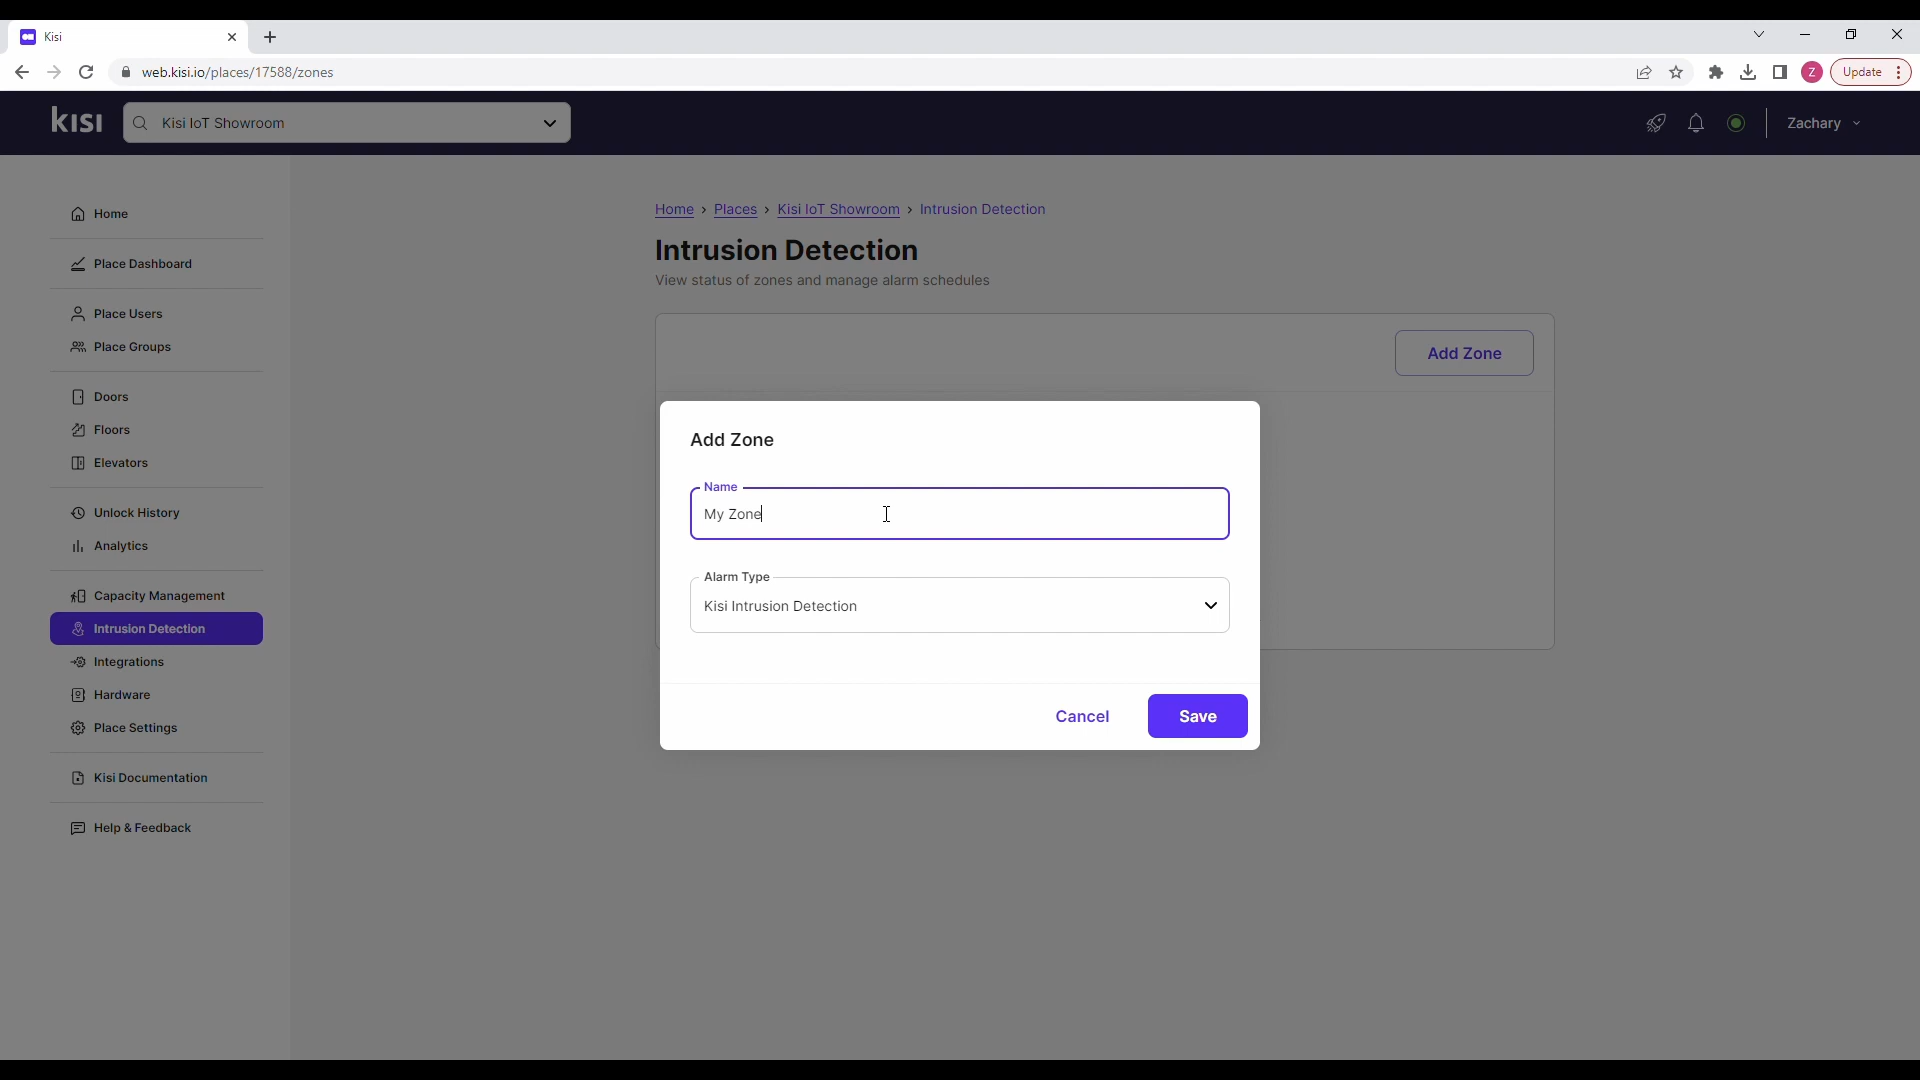 Kisi
web.kisi.io/places/17588/zones
Z
Update
kisi
Kisi IoT Showroom
Zachary
Home
Place Dashboard
Place Users
Place Groups
Doors
Floors
Elevators
Unlock History
Analytics
Capacity Management
Intrusion Detection
Integrations
Hardware
Place Settings
Kisi Documentation
Help & Feedback
Home › Places › Kisi IoT Showroom › Intrusion Detection
Intrusion Detection
View status of zones and manage alarm schedules
Add Zone
Add Zone
Name
My Zone
Alarm Type
Kisi Intrusion Detection
Cancel
Save